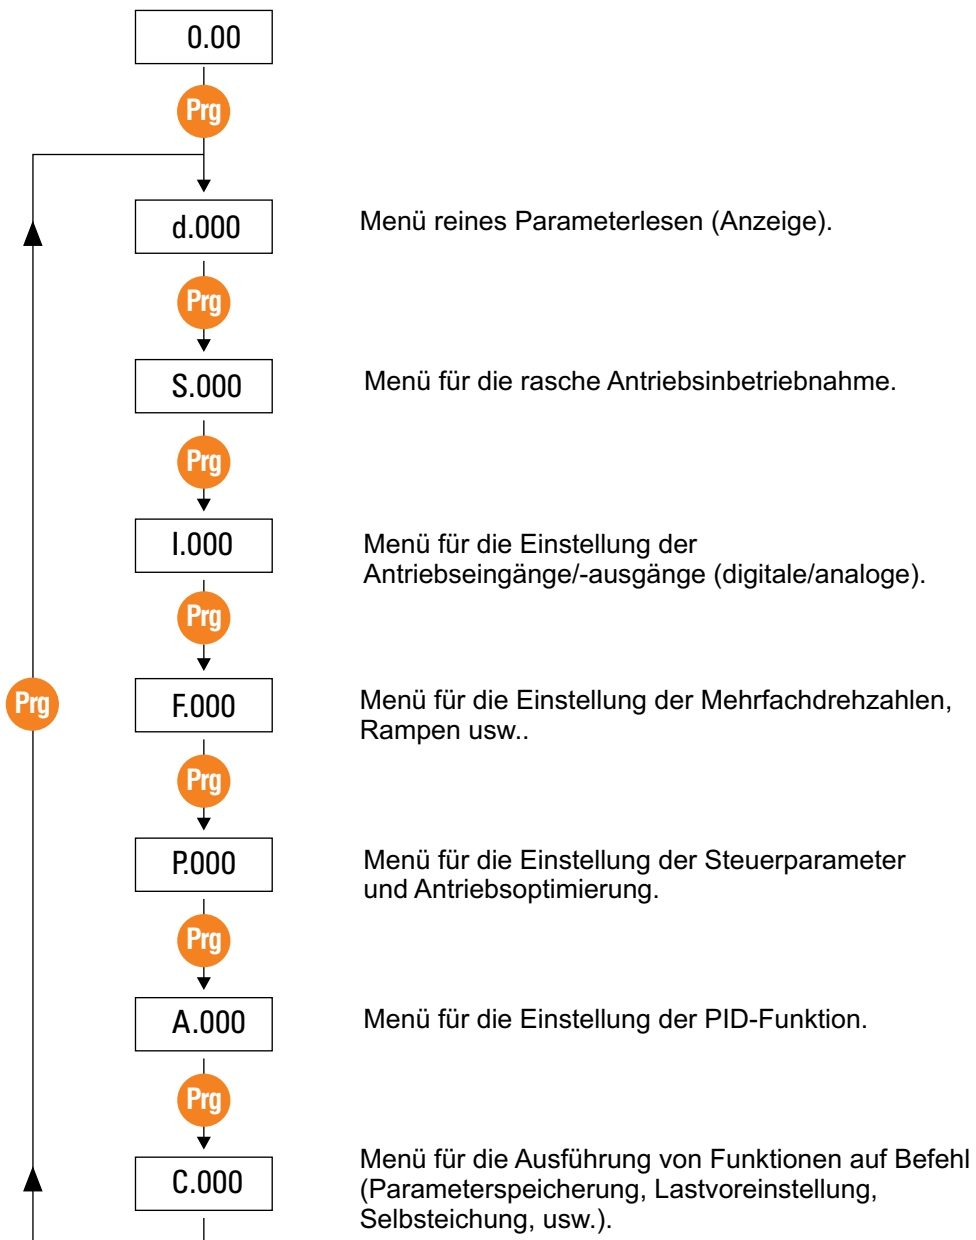 0.00
Prg
d.000
Menü reines Parameterlesen (Anzeige).
Prg
S.000
Menü für die rasche Antriebsinbetriebnahme.
Prg
I.000
Menü für die Einstellung der
Antriebseingänge/-ausgänge (digitale/analoge).
Prg
Prg
F.000
Menü für die Einstellung der Mehrfachdrehzahlen,
Rampen usw..
Prg
P.000
Menü für die Einstellung der Steuerparameter
und Antriebsoptimierung.
Prg
A.000
Menü für die Einstellung der PID-Funktion.
Prg
C.000
Menü für die Ausführung von Funktionen auf Befehl
(Parameterspeicherung, Lastvoreinstellung,
Selbsteichung, usw.).